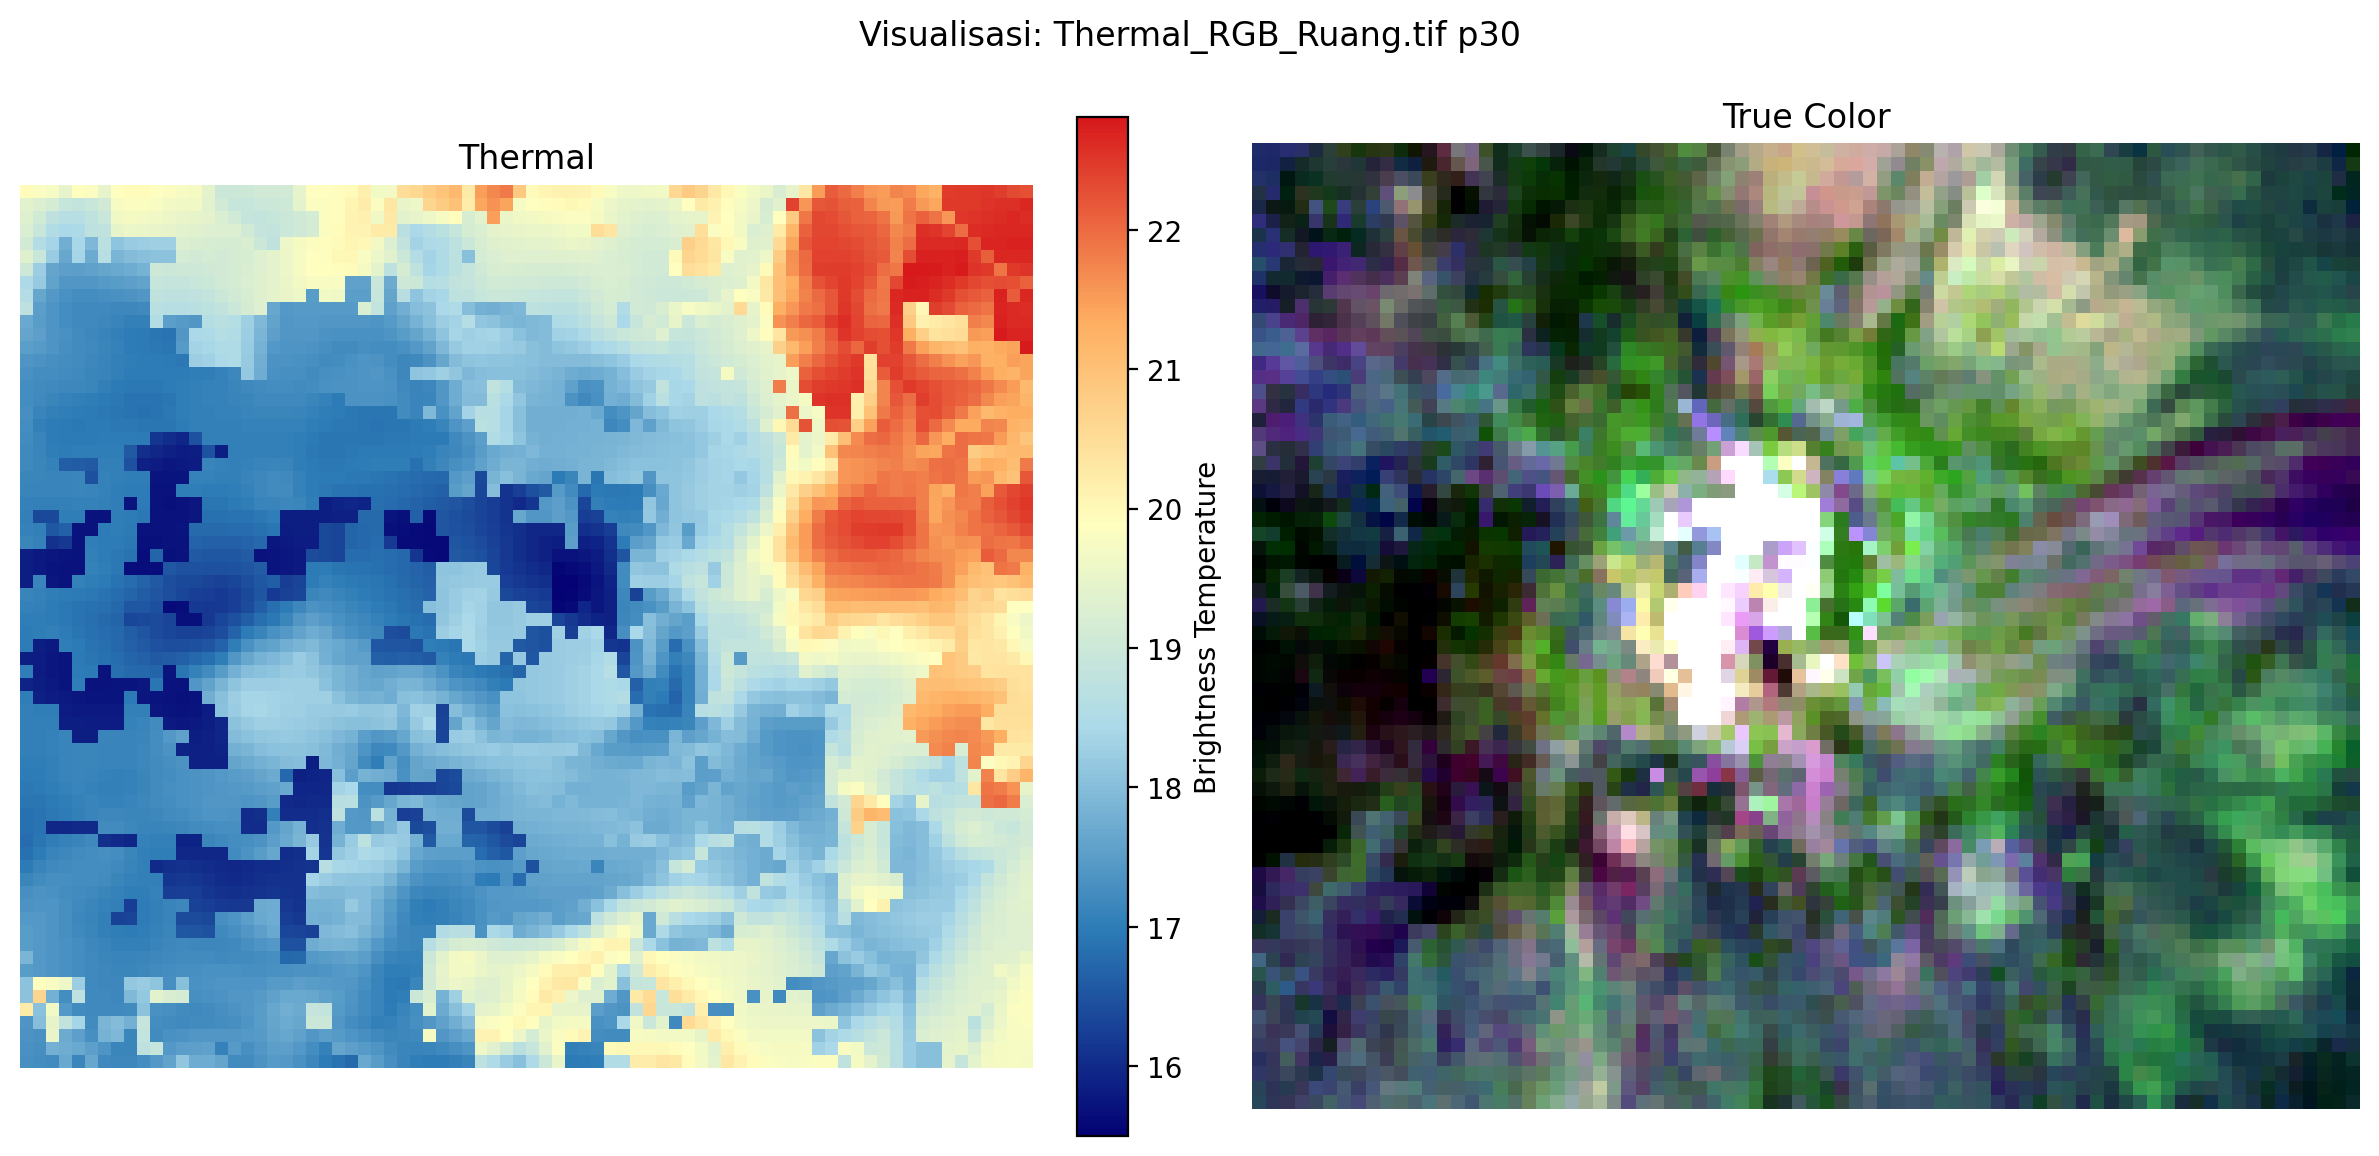 Visualisasi: Thermal_RGB_Ruang.tif p30
Thermal
True Color
22
21
20
19
18
17
16
Brightness Temperature